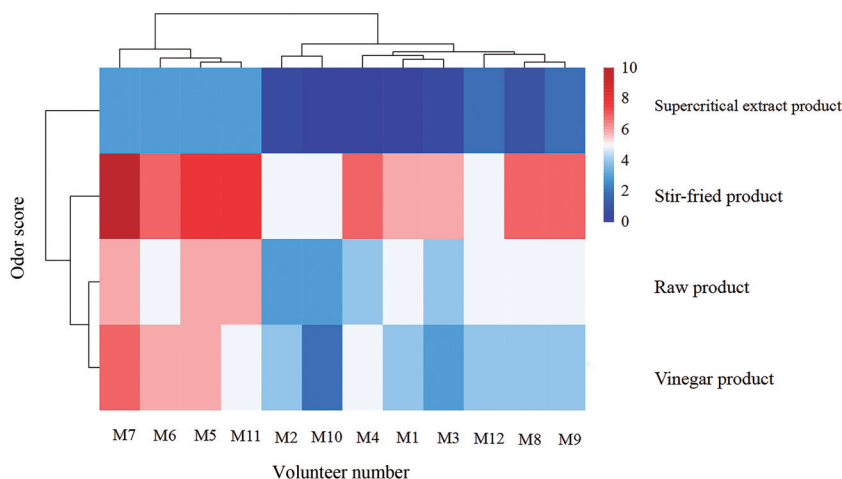 10
8
6
4
2
0
Supercritical extract product
Stir-fried product
Raw product
Vinegar product
Odor score
M7 M6 M5 M11 M2 M10 M4 M1 M3 M12 M8 M9
Volunteer number